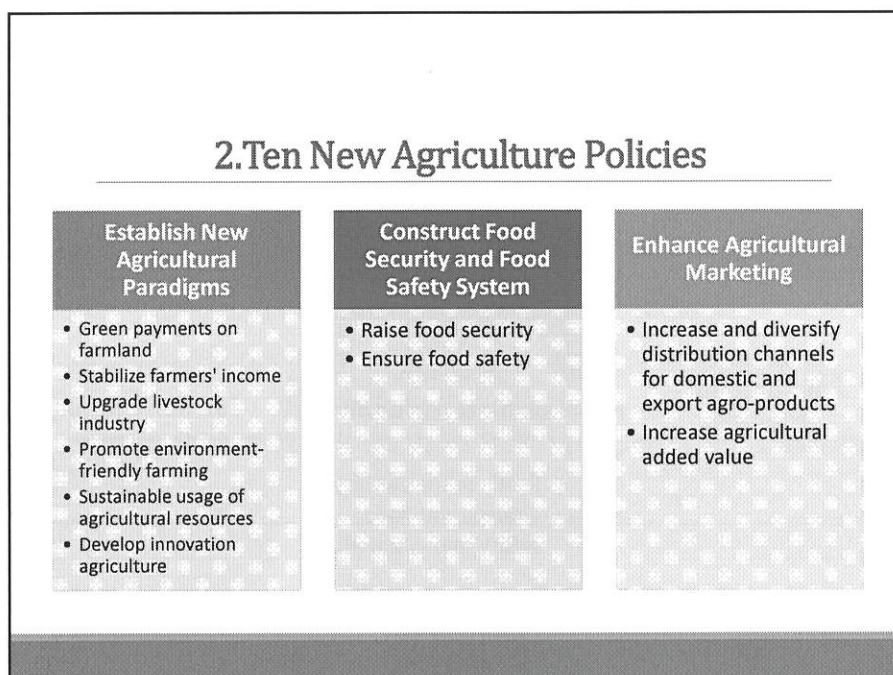 2.Ten New Agriculture Policies
Establish New
Agricultural
Paradigms
• Green payments on
farmland
• Stabilize farmers' income
• Upgrade livestock
industry
• Promote environment-
friendly farming
• Sustainable usage of
agricultural resources
• Develop innovation
agriculture
Construct Food
Security and Food
Safety System
• Raise food security
• Ensure food safety
Enhance Agricultural
Marketing
• Increase and diversify
distribution channels
for domestic and
export agro-products
• Increase agricultural
added value